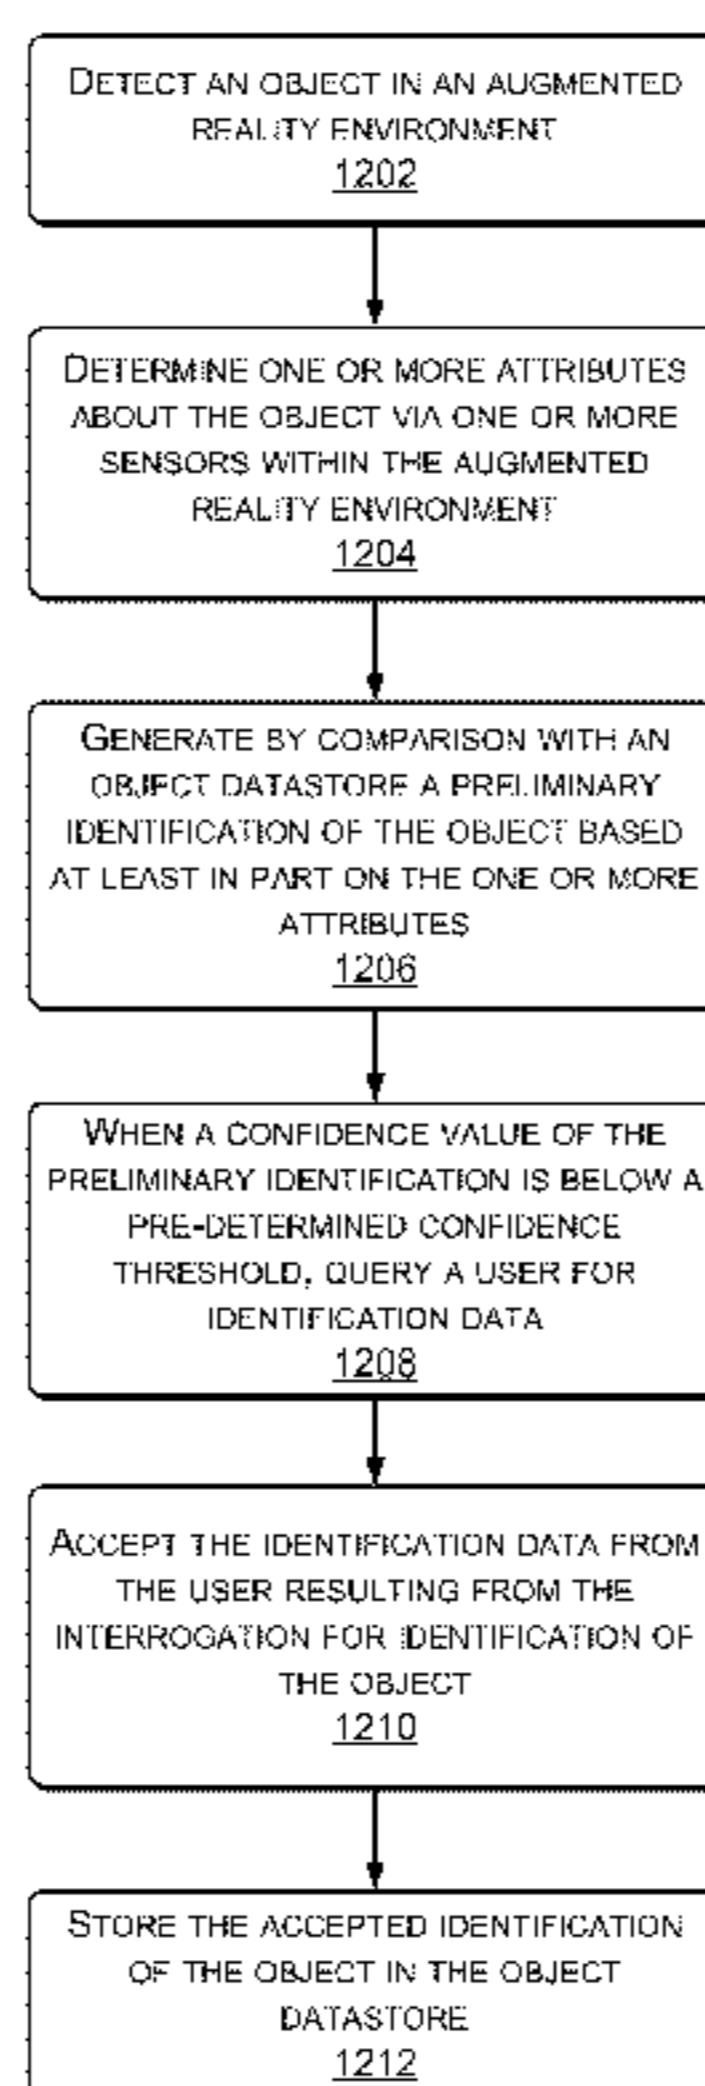 DETECT AN OBJECT IN AN AUGMENTED
REALITY ENVIRONMENT
1202
DETERMINE ONE OR MORE ATTRIBUTES
ABOUT THE OBJECT VIA ONE OR MORE
SENSORS WITHIN THE AUGMENTED
REALITY ENVIRONMENT
1204
GENERATE BY COMPARISON WITH AN
OBJECT DATASTORE A PRELIMINARY
IDENTIFICATION OF THE OBJECT BASED
AT LEAST IN PART ON THE ONE OR MORE
ATTRIBUTES
1206
WHEN A CONFIDENCE VALUE OF THE
PRELIMINARY IDENTIFICATION IS BELOW A
PRE-DETERMINED CONFIDENCE
THRESHOLD, QUERY A USER FOR
IDENTIFICATION DATA
1208
ACCEPT THE IDENTIFICATION DATA FROM
THE USER RESULTING FROM THE
INTERROGATION FOR IDENTIFICATION OF
THE OBJECT
1210
STORE THE ACCEPTED IDENTIFICATION
OF THE OBJECT IN THE OBJECT
DATASTORE
1212